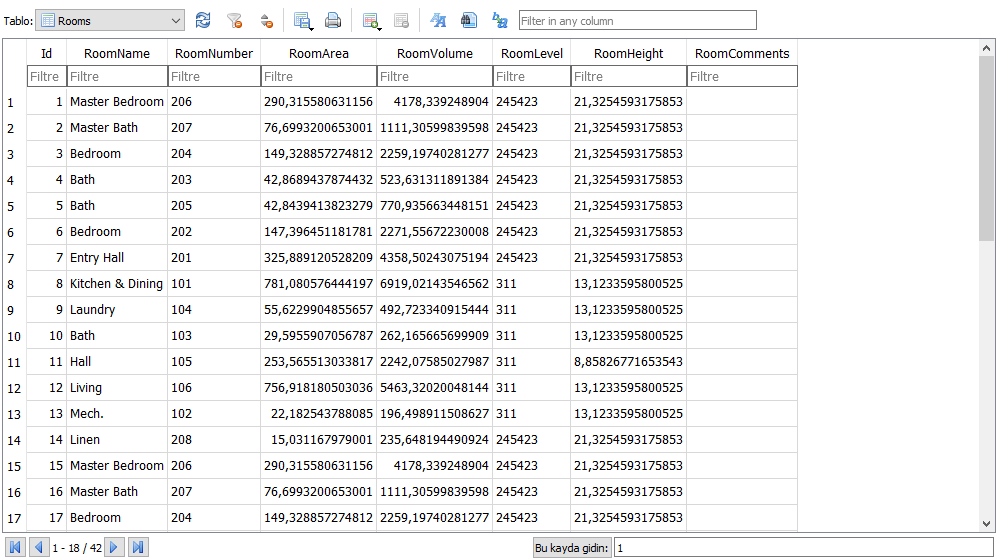 Tablo: Rooms Filter in any column
Id RoomName RoomNumber RoomArea RoomVolume RoomLevel RoomHeight RoomComments
Filtre Filtre Filtre Filtre Filtre Filtre Filtre Filtre
1 1 Master Bedroom 206 290,315580631156 4178,339248904 245423 21,3254593175853
2 2 Master Bath 207 76,6993200653001 1111,30599839598 245423 21,3254593175853
3 3 Bedroom 204 149,328857274812 2259,19740281277 245423 21,3254593175853
4 4 Bath 203 42,8689437874432 523,631311891384 245423 21,3254593175853
5 5 Bath 205 42,8439413823279 770,935663448151 245423 21,3254593175853
6 6 Bedroom 202 147,396451181781 2271,55672230008 245423 21,3254593175853
7 7 Entry Hall 201 325,889120528209 4358,50243075194 245423 21,3254593175853
8 8 Kitchen & Dining 101 781,080576444197 6919,02143546562 311 13,1233595800525
9 9 Laundry 104 55,6229904855657 492,723340915444 311 13,1233595800525
10 10 Bath 103 29,5955907056787 262,165665699909 311 13,1233595800525
11 11 Hall 105 253,565513033817 2242,07585027987 311 8,85826771653543
12 12 Living 106 756,918180503036 5463,32020048144 311 13,1233595800525
13 13 Mech. 102 22,182543788085 196,498911508627 311 13,1233595800525
14 14 Linen 208 15,031167979001 235,648194490924 245423 21,3254593175853
15 15 Master Bedroom 206 290,315580631156 4178,339248904 245423 21,3254593175853
16 16 Master Bath 207 76,6993200653001 1111,30599839598 245423 21,3254593175853
17 17 Bedroom 204 149,328857274812 2259,19740281277 245423 21,3254593175853
1 - 18 / 42 Bu kayda gidin: 1